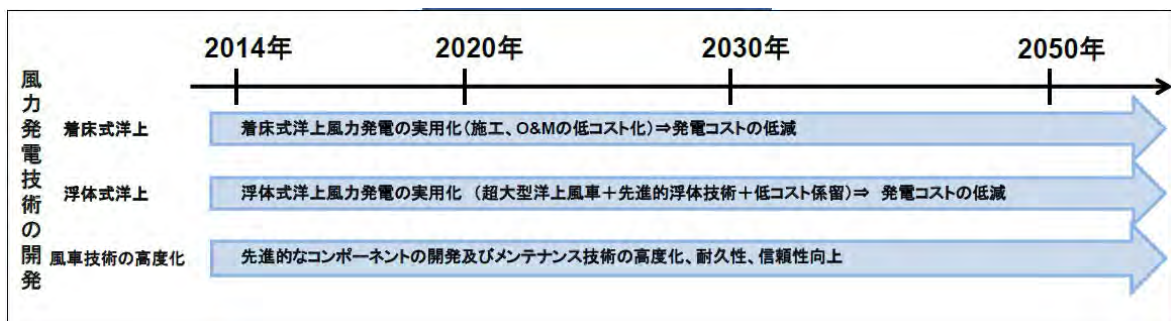 2014年 2020年 2030年 2050年
風力発電技術の開発
着床式洋上
着床式洋上風力発電の実用化(施工、O&Mの低コスト化)⇒発電コストの低減
浮体式洋上
浮体式洋上風力発電の実用化 (超大型洋上風車+先進的浮体技術+低コスト係留)⇒ 発電コストの低減
風車技術の高度化
先進的なコンポーネントの開発及びメンテナンス技術の高度化、耐久性、信頼性向上